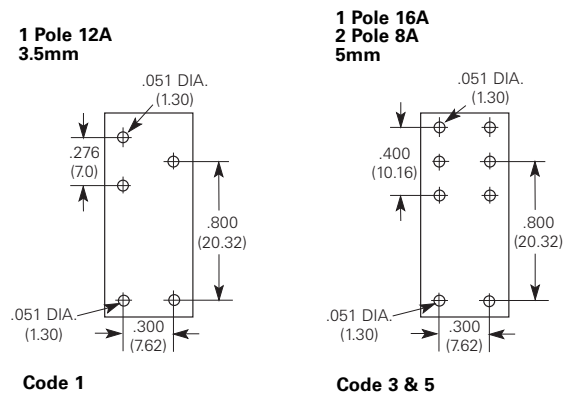 1 Pole 12A
3.5mm
.051 DIA.
(1.30)
.276
(7.0)
.800
(20.32)
.051 DIA.
(1.30)
.300
(7.62)
Code 1
1 Pole 16A
2 Pole 8A
5mm
.051 DIA.
(1.30)
.400
(10.16)
.800
(20.32)
.051 DIA.
(1.30)
.300
(7.62)
Code 3 & 5